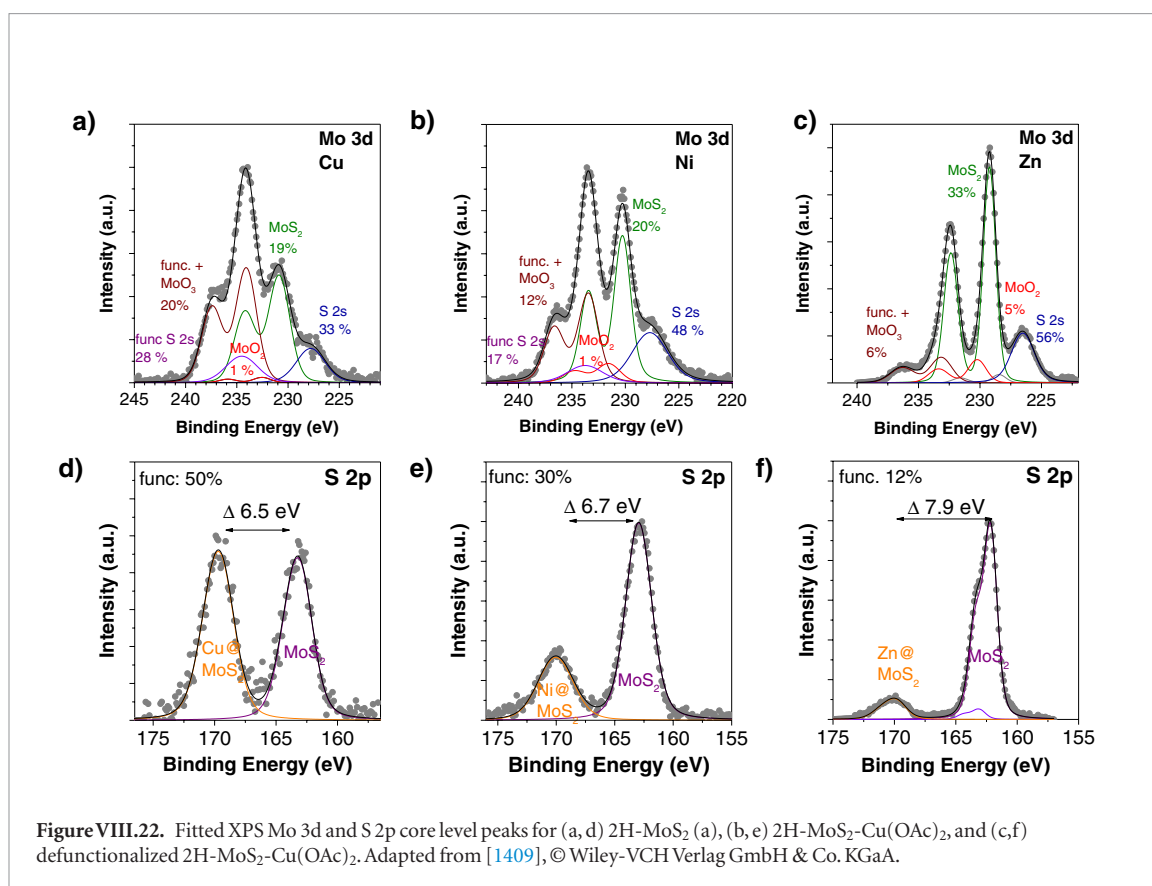 a)
Mo 3d
Cu
MoS₂
19%
func. +
MoO₃
20%
S 2s
33 %
func S 2s
28 %
MoO₂
1 %
Intensity (a.u.)
245 240 235 230 225
Binding Energy (eV)
b)
Mo 3d
Ni
MoS₂
20%
func. +
MoO₃
12%
MoO₂
1 %
S 2s
48 %
func S 2s
17 %
Intensity (a.u.)
240 235 230 225 220
Binding Energy (eV)
c)
Mo 3d
Zn
MoS₂
33%
MoO₂
5%
func. +
MoO₃
6%
S 2s
56%
Intensity (a.u.)
240 235 230 225
Binding Energy (eV)
d)
func: 50%
S 2p
Δ 6.5 eV
Cu@
MoS₂
MoS₂
Intensity (a.u.)
175 170 165 160
Binding Energy (eV)
e)
func: 30%
S 2p
Δ 6.7 eV
Ni@
MoS₂
MoS₂
Intensity (a.u.)
175 170 165 160 155
Binding Energy (eV)
f)
func. 12%
S 2p
Δ 7.9 eV
Zn@
MoS₂
MoS₂
Intensity (a.u.)
175 170 165 160 155
Binding Energy (eV)
Figure VIII.22. Fitted XPS Mo 3d and S 2p core level peaks for (a, d) 2H-MoS₂ (a), (b, e) 2H-MoS₂-Cu(OAc)₂, and (c,f)
defunctionalized 2H-MoS₂-Cu(OAc)₂. Adapted from [1409], © Wiley-VCH Verlag GmbH & Co. KGaA.